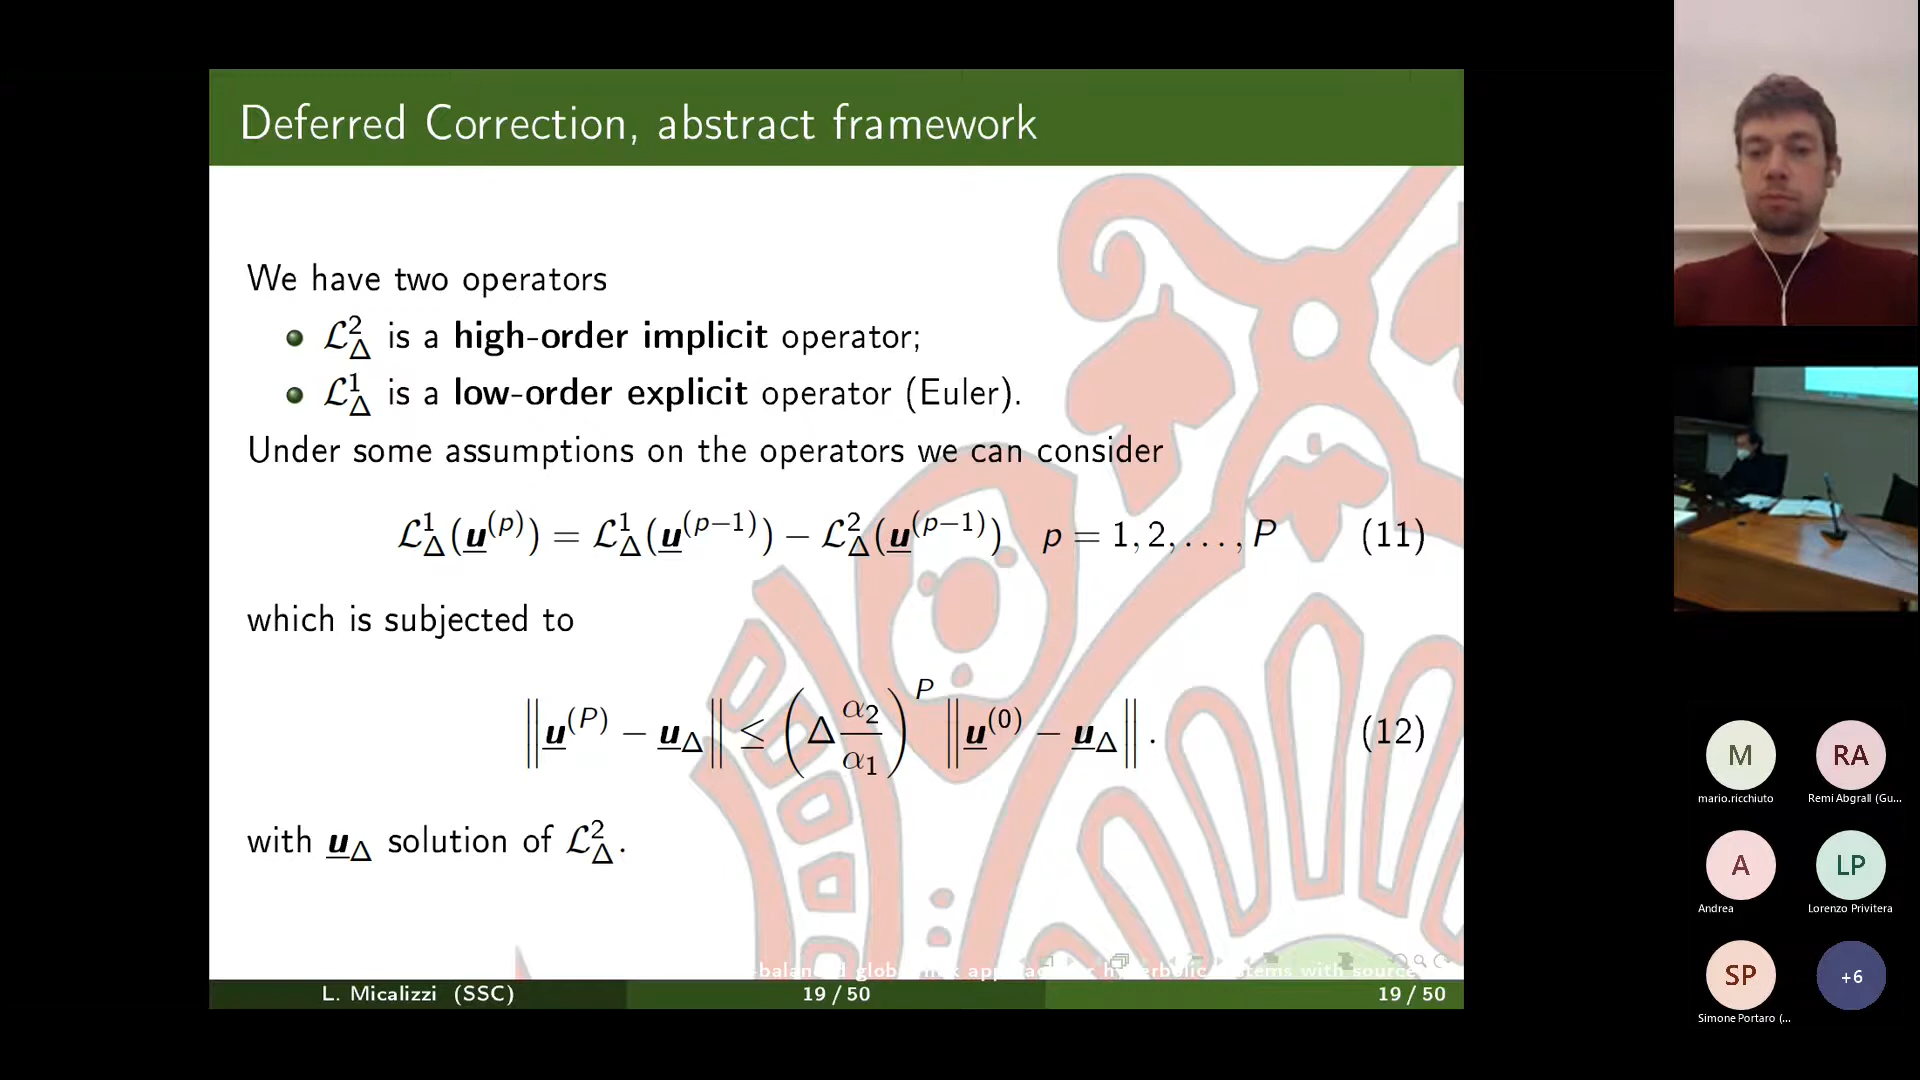 Deferred Correction, abstract framework
We have two operators
ℒ²_Δ is a high-order implicit operator;
ℒ¹_Δ is a low-order explicit operator (Euler).
Under some assumptions on the operators we can consider
ℒ¹_Δ(u^(p)) = ℒ¹_Δ(u^(p−1)) − ℒ²_Δ(u^(p−1))   p = 1, 2, . . . , P   (11)
which is subjected to
‖u^(P) − u_Δ‖ ≤ (Δ α₂/α₁)^P ‖u^(0) − u_Δ‖ .   (12)
with u_Δ solution of ℒ²_Δ.
L. Micalizzi (SSC)   19 / 50   19 / 50
M   RA
mario.ricchiuto   Remi Abgrall (Gu...
A   LP
Andrea   Lorenzo Privitera
SP   +6
Simone Portaro (...